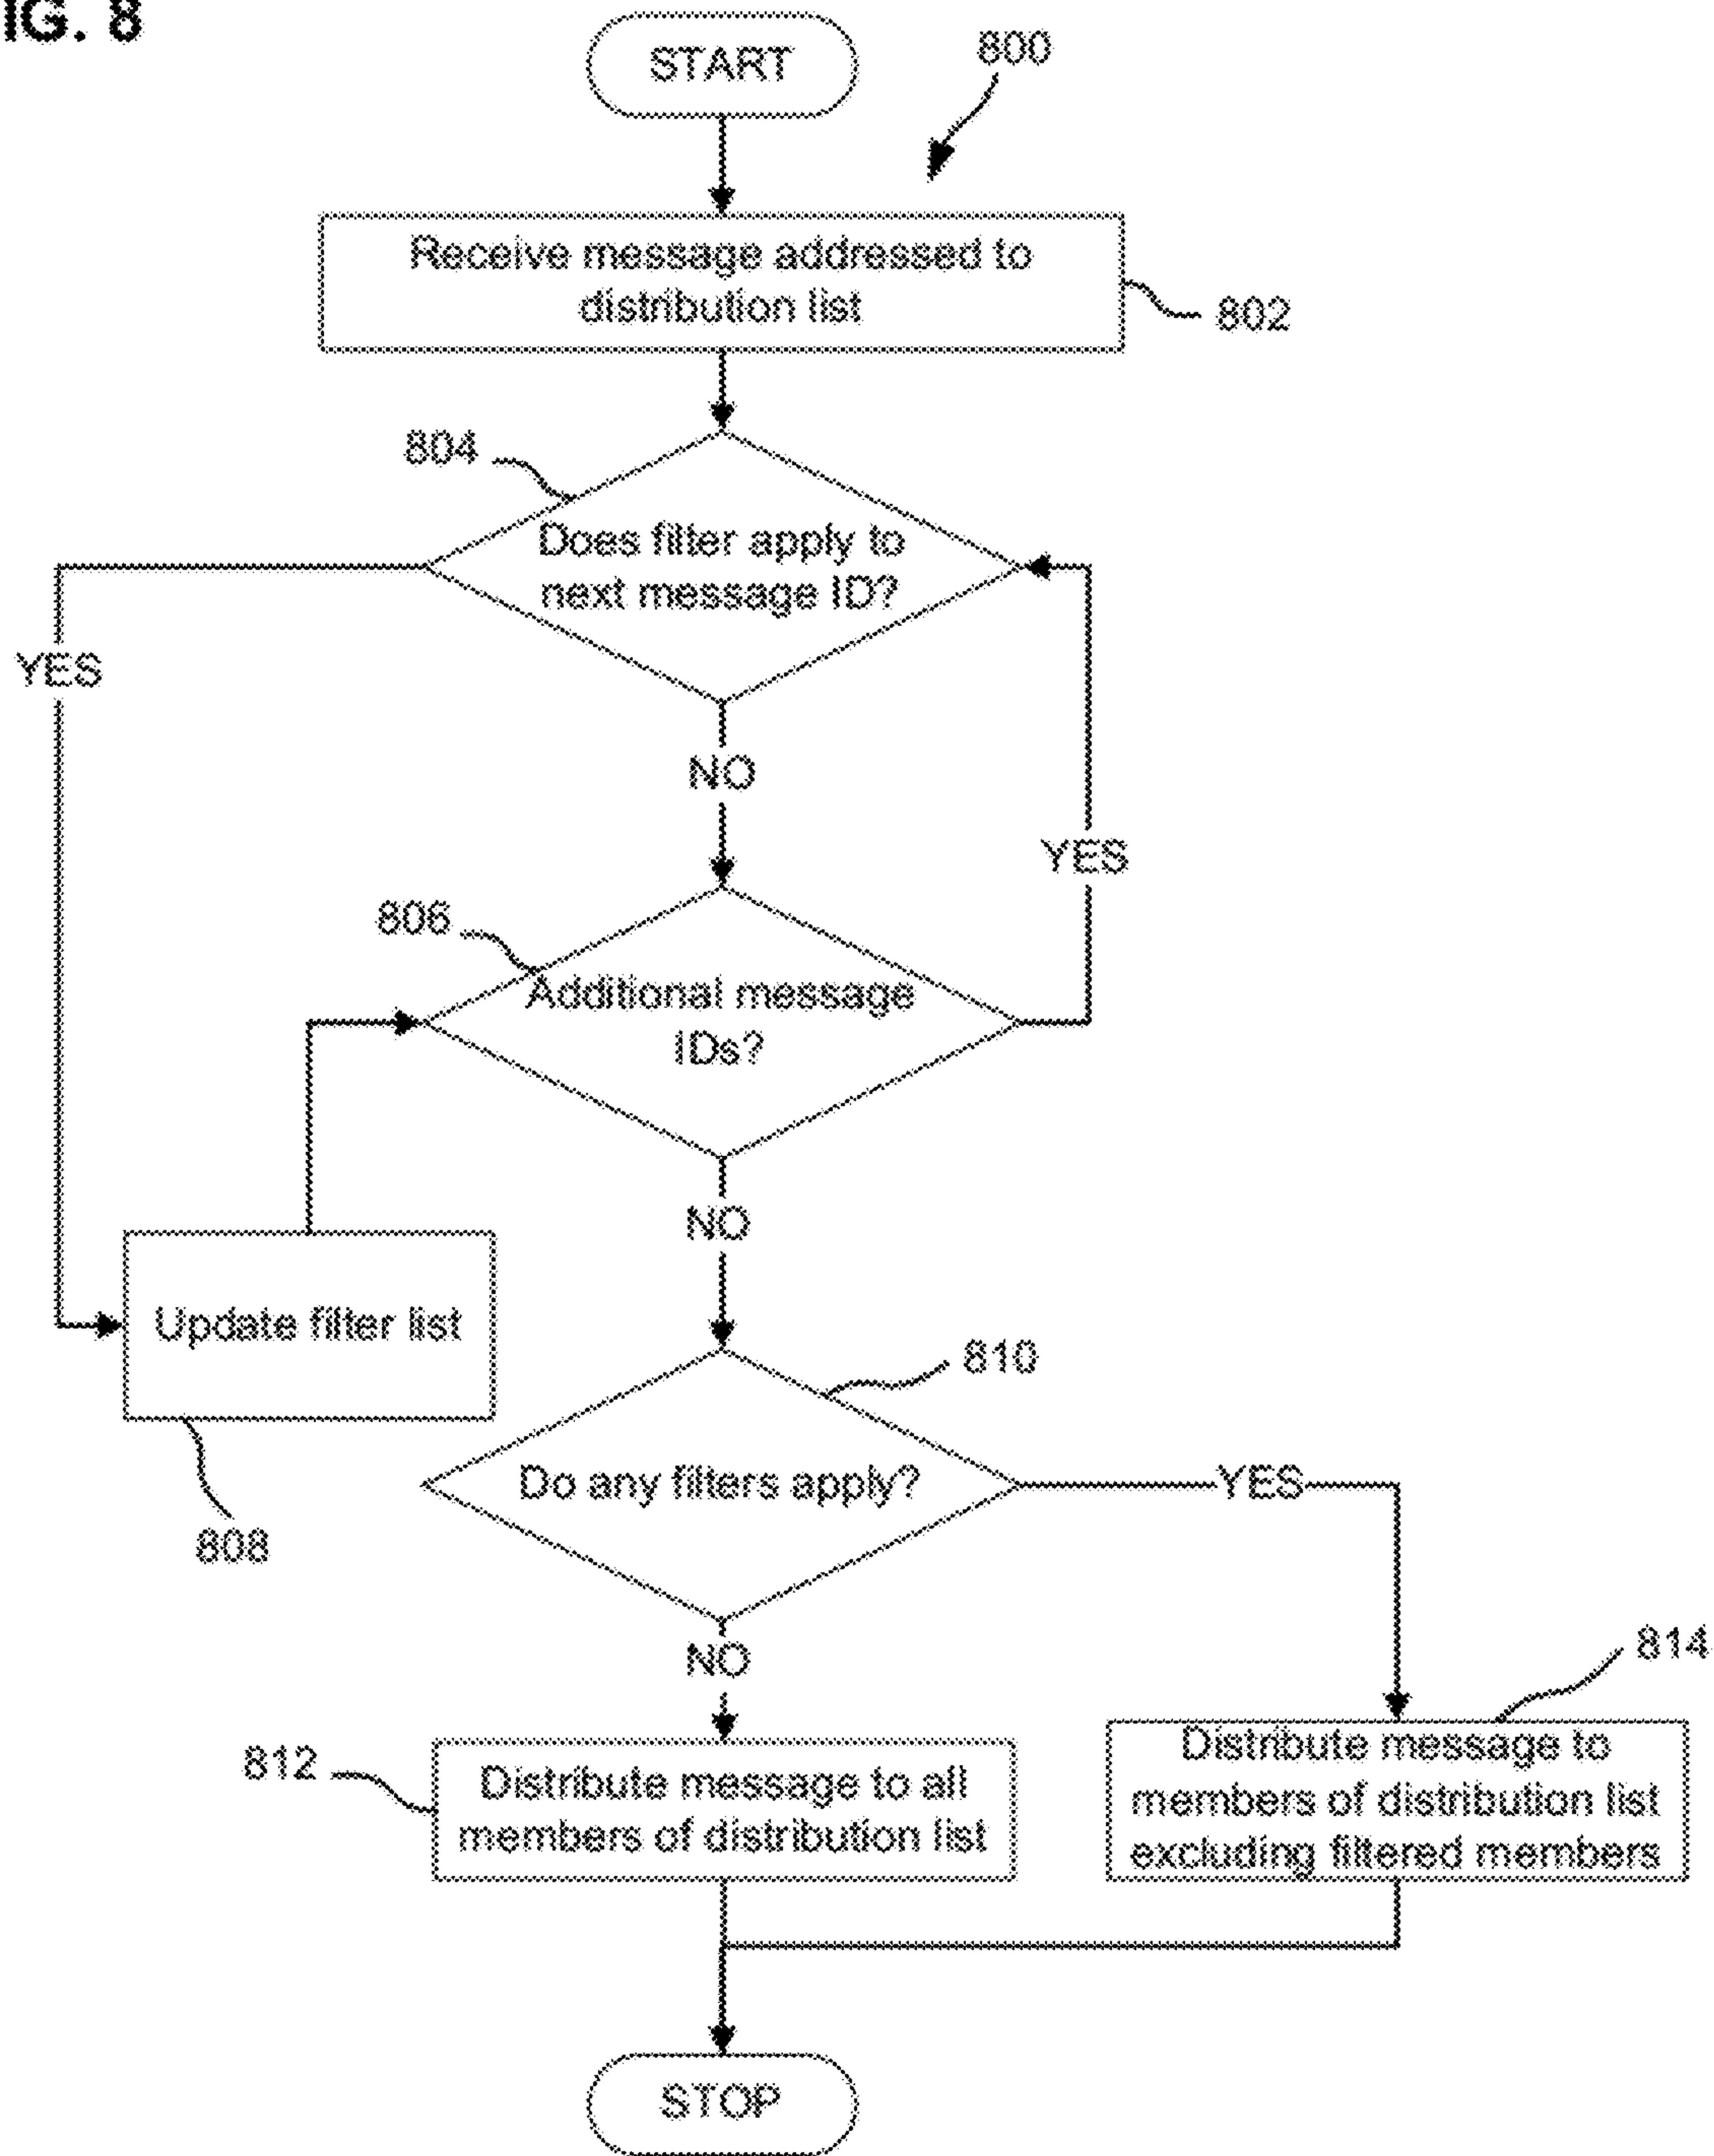 IG. 8
START
800
Receive message addressed to
distribution list
802
804
Does filter apply to
next message ID?
YES
NO
YES
806
Additional message
IDs?
NO
Update filter list
808
810
Do any filters apply?
YES
NO
814
812
Distribute message to all
members of distribution list
Distribute message to
members of distribution list
excluding filtered members
STOP